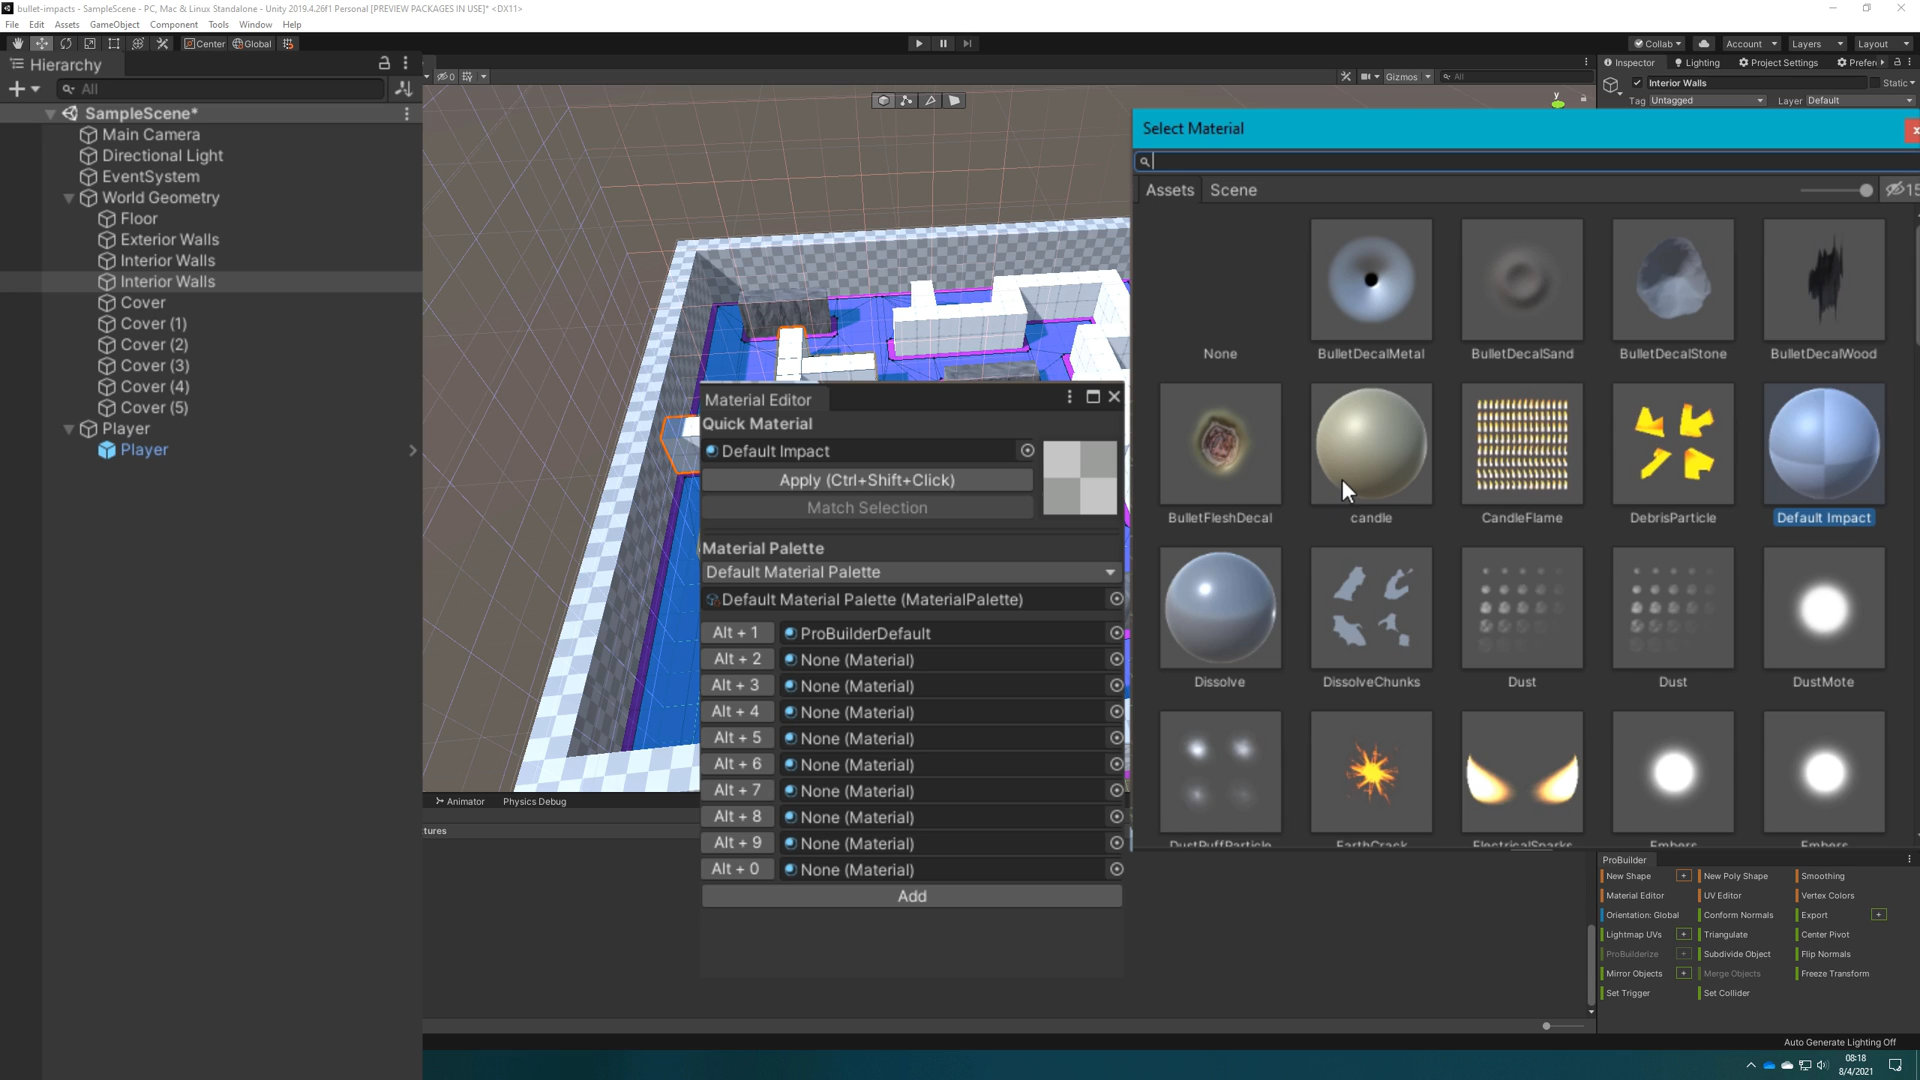 bullet-impacts - SampleScene - PC, Mac & Linux Standalone - Unity 2019.4.26f1 Personal [PREVIEW PACKAGES IN USE]* <DX11>
File Edit Assets GameObject Component Tools Window Help
Center Global
Collab Account Layers Layout
Hierarchy
All
SampleScene*
Main Camera
Directional Light
EventSystem
World Geometry
Floor
Exterior Walls
Interior Walls
Interior Walls
Cover
Cover (1)
Cover (2)
Cover (3)
Cover (4)
Cover (5)
Player
Player
0
Gizmos All
y
Inspector Lighting Project Settings Prefer
Interior Walls Static
Tag Untagged Layer Default
Select Material
Assets Scene 15
None BulletDecalMetal BulletDecalSand BulletDecalStone BulletDecalWood
BulletFleshDecal candle CandleFlame DebrisParticle Default Impact
Dissolve DissolveChunks Dust Dust DustMote
DustPuffParticle EarthCrack ElectricalSparks Embers Embers
Material Editor
Quick Material
Default Impact
Apply (Ctrl+Shift+Click)
Match Selection
Material Palette
Default Material Palette
Default Material Palette (MaterialPalette)
Alt + 1 ProBuilderDefault
Alt + 2 None (Material)
Alt + 3 None (Material)
Alt + 4 None (Material)
Alt + 5 None (Material)
Alt + 6 None (Material)
Alt + 7 None (Material)
Alt + 8 None (Material)
Alt + 9 None (Material)
Alt + 0 None (Material)
Add
Animator Physics Debug
tures
ProBuilder
New Shape + New Poly Shape Smoothing
Material Editor UV Editor Vertex Colors
Orientation: Global Conform Normals Export +
Lightmap UVs + Triangulate Center Pivot
ProBuilderize + Subdivide Object Flip Normals
Mirror Objects + Merge Objects Freeze Transform
Set Trigger Set Collider
Auto Generate Lighting Off
08:18
8/4/2021